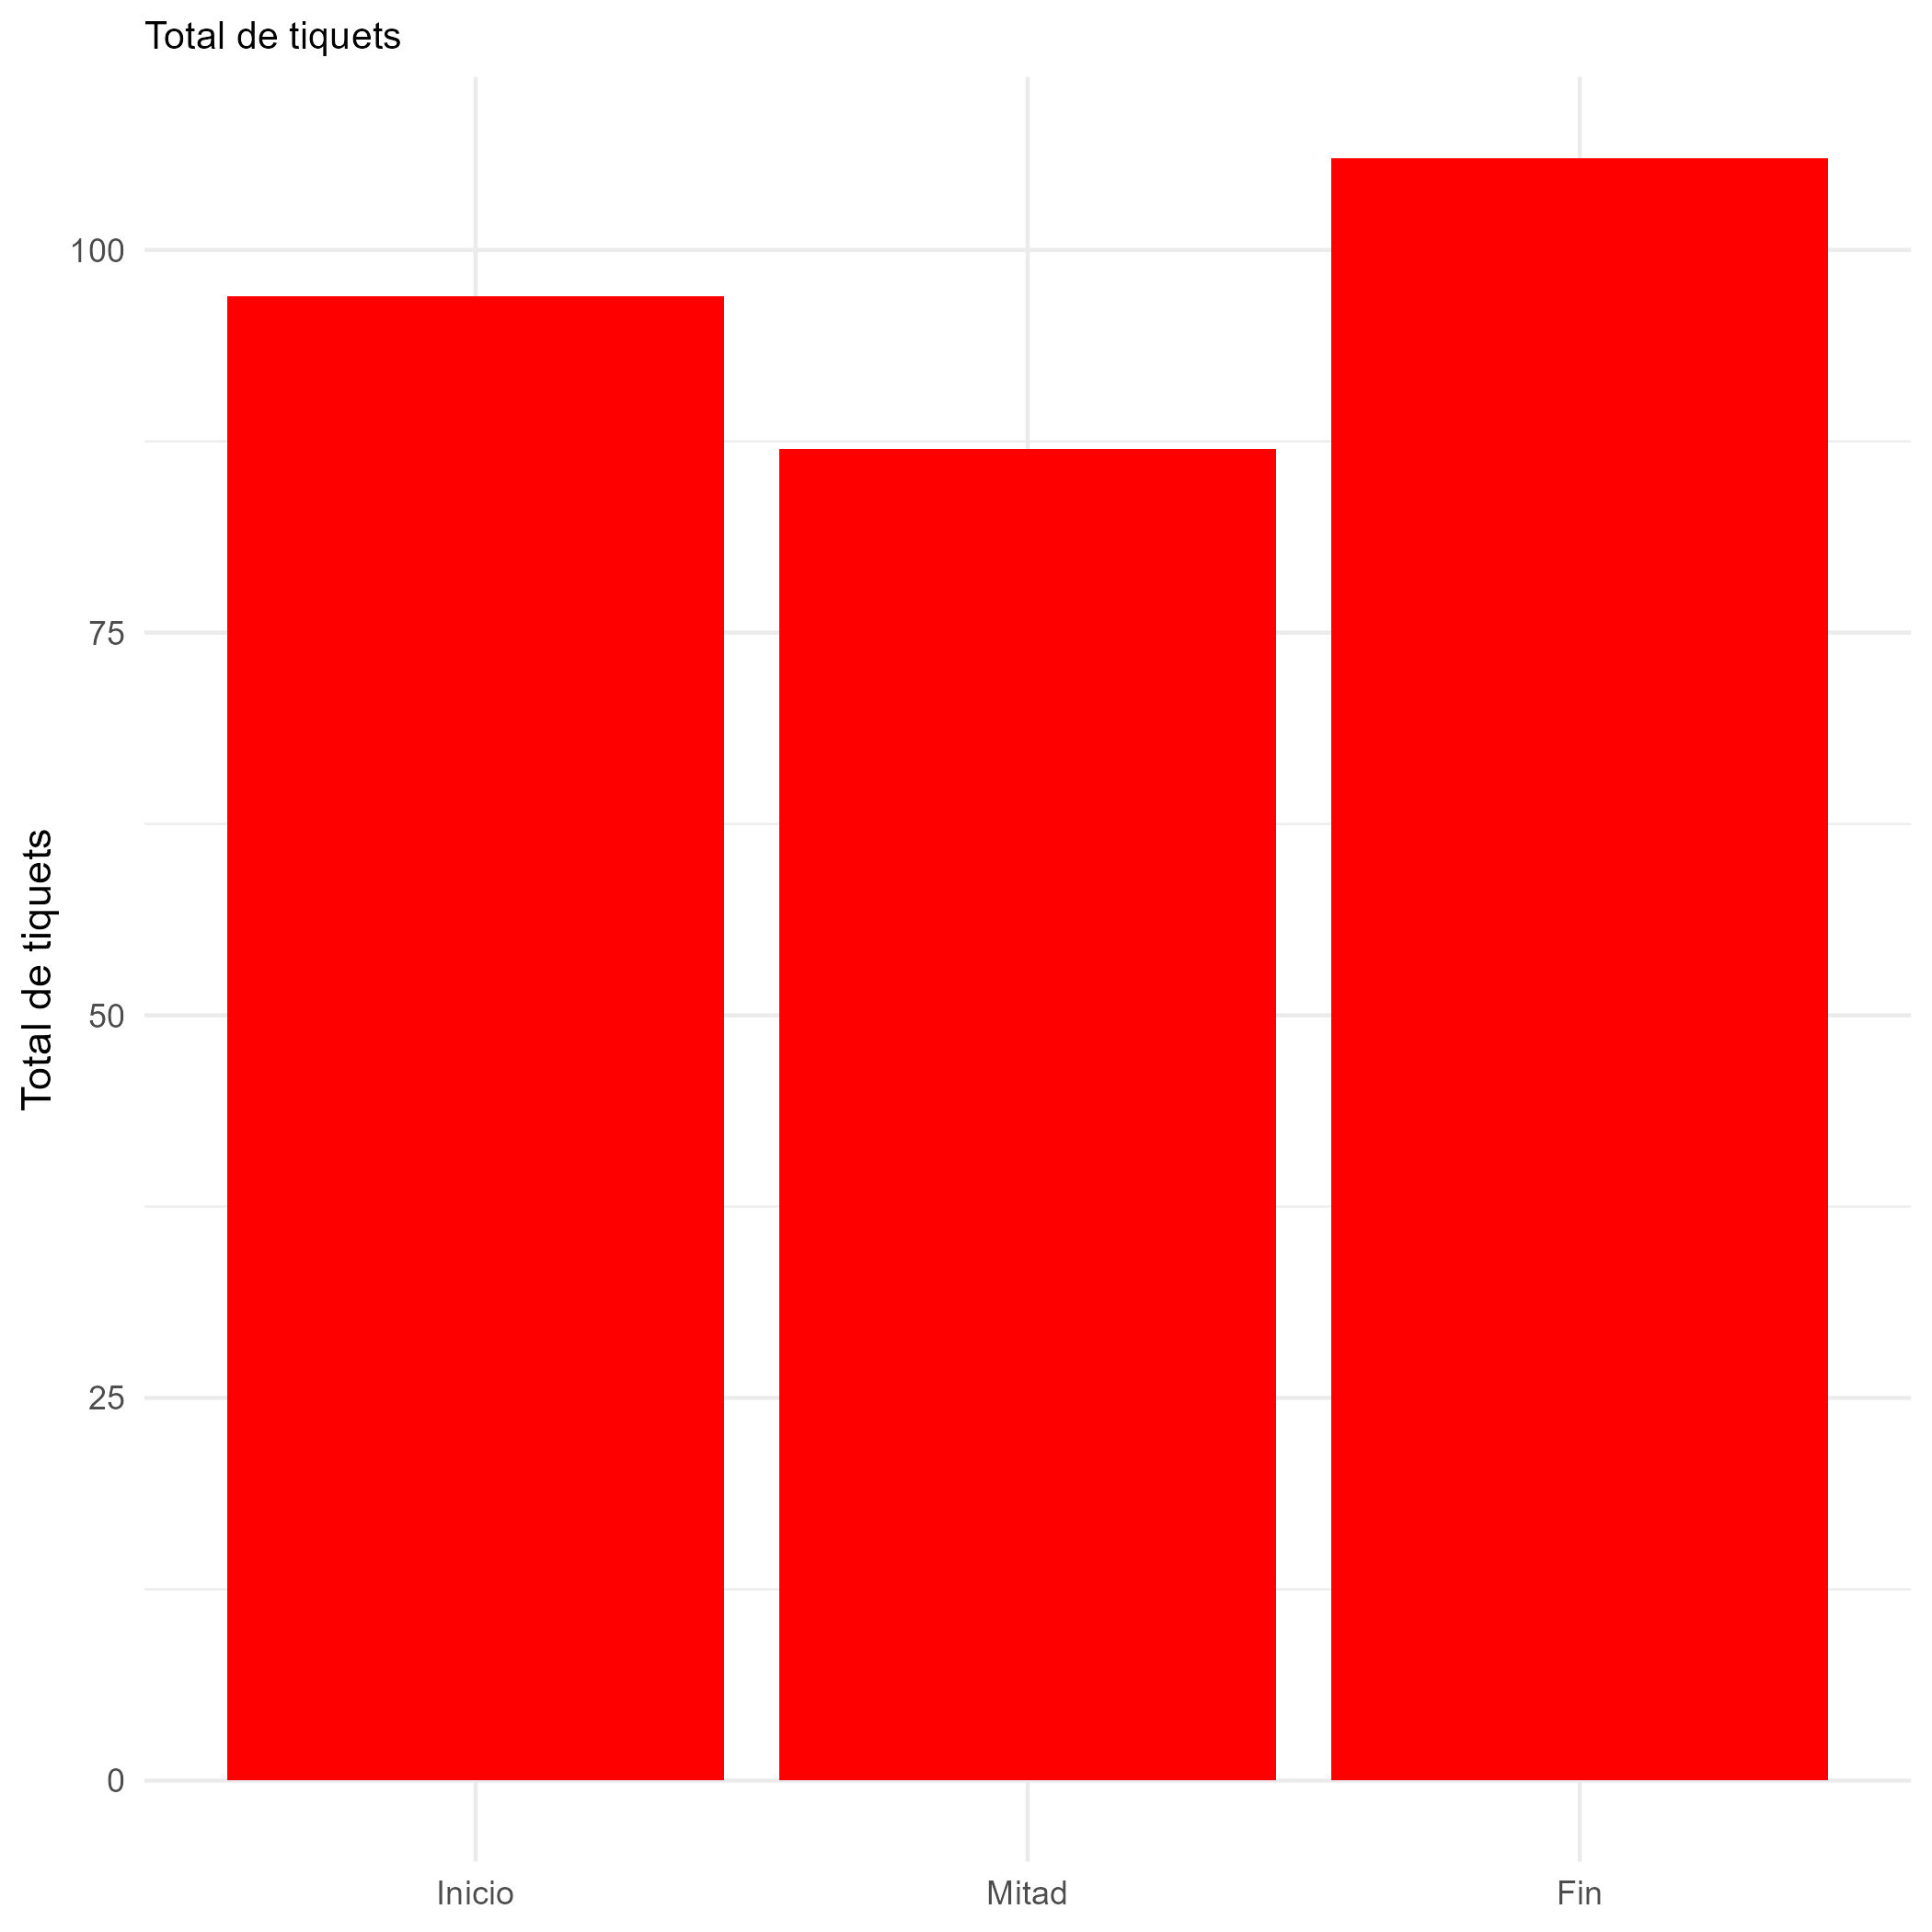 Total de tiquets
Total de tiquets
100
75
50
25
0
Inicio
Mitad
Fin